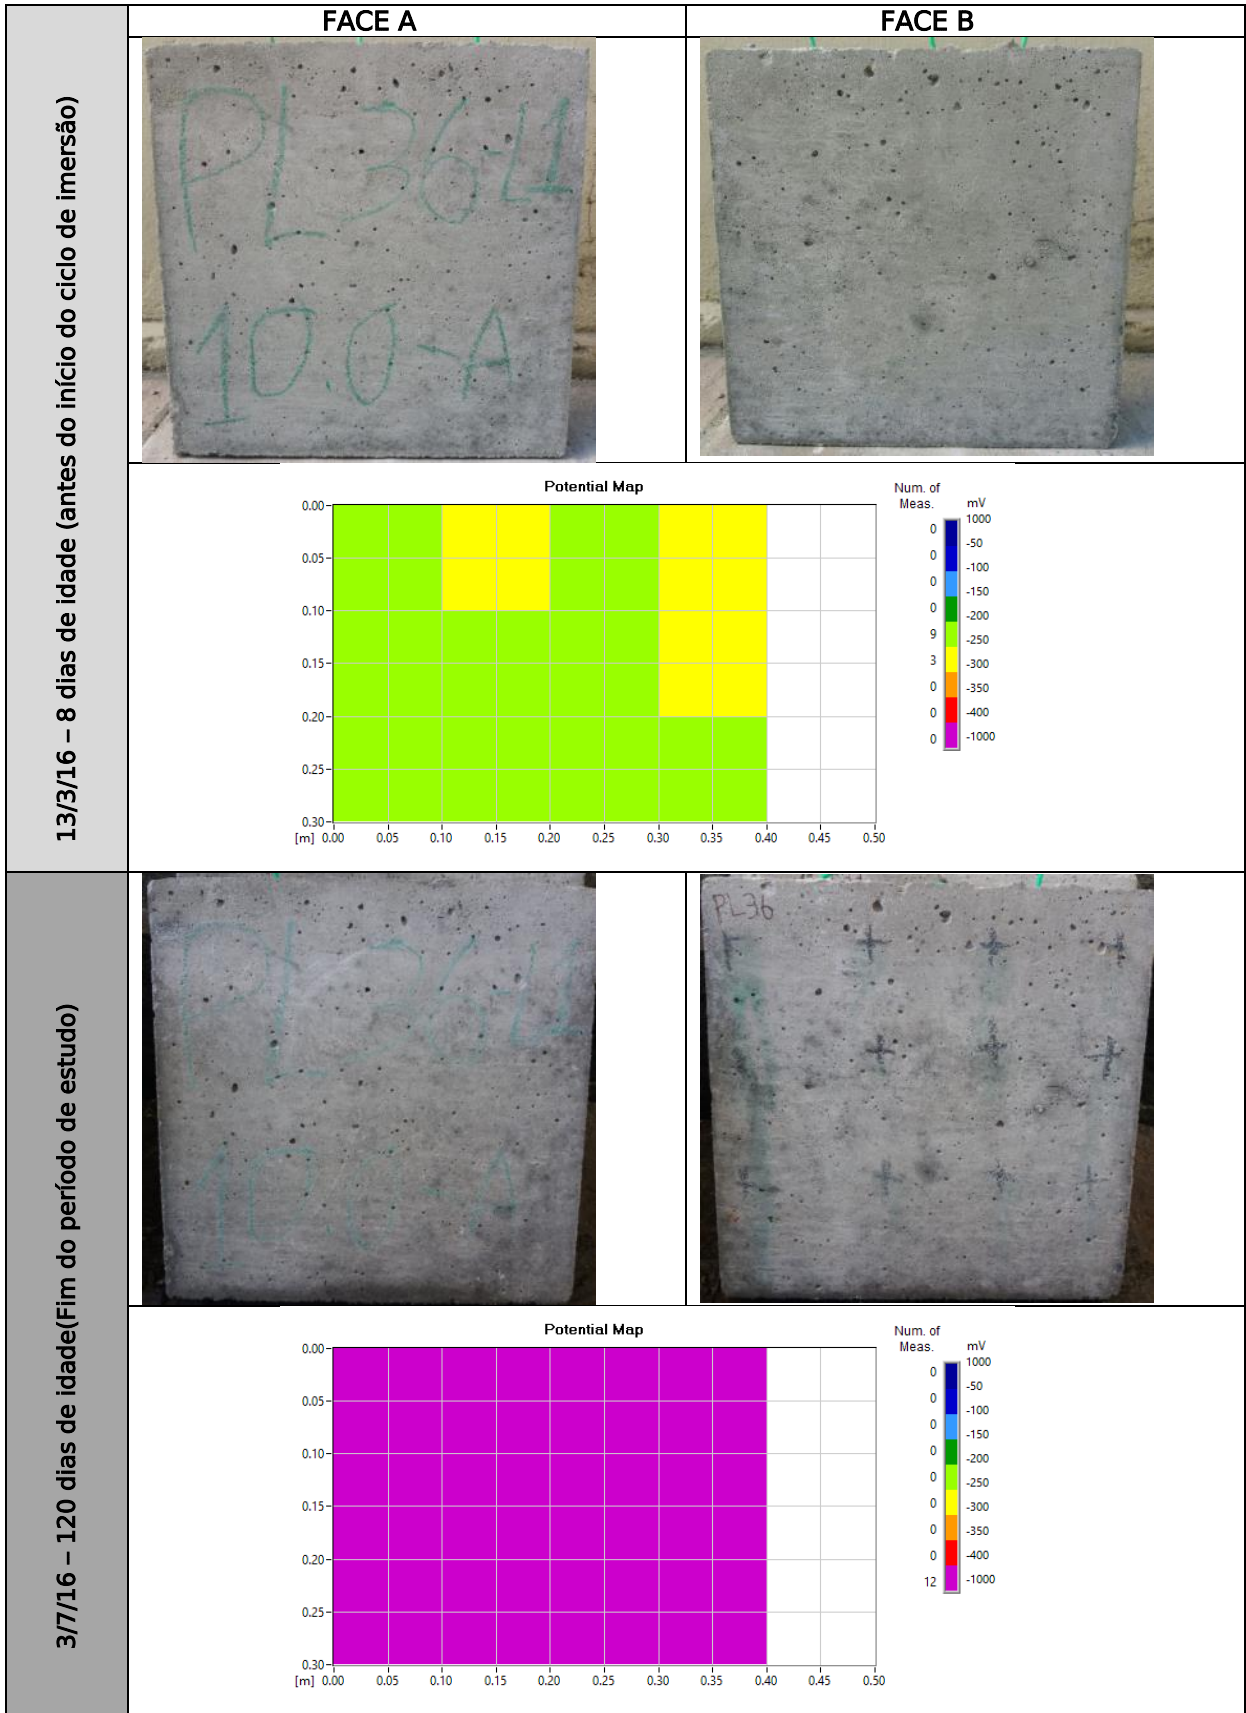 FACE A
FACE B
13/3/16 – 8 dias de idade (antes do início do ciclo de imersão)
PL36-U
10.0-A
Potential Map
Num. of
Meas.
mV
0.00
0.05
0.10
0.15
0.20
0.25
0.30
[m] 0.00 0.05 0.10 0.15 0.20 0.25 0.30 0.35 0.40 0.45 0.50
0
0
0
0
9
3
0
0
0
1000
-50
-100
-150
-200
-250
-300
-350
-400
-1000
3/7/16 – 120 dias de idade(Fim do período de estudo)
PL36-U
10.0-A
PL36
Potential Map
Num. of
Meas.
mV
0.00
0.05
0.10
0.15
0.20
0.25
0.30
[m] 0.00 0.05 0.10 0.15 0.20 0.25 0.30 0.35 0.40 0.45 0.50
0
0
0
0
0
0
0
0
12
1000
-50
-100
-150
-200
-250
-300
-350
-400
-1000